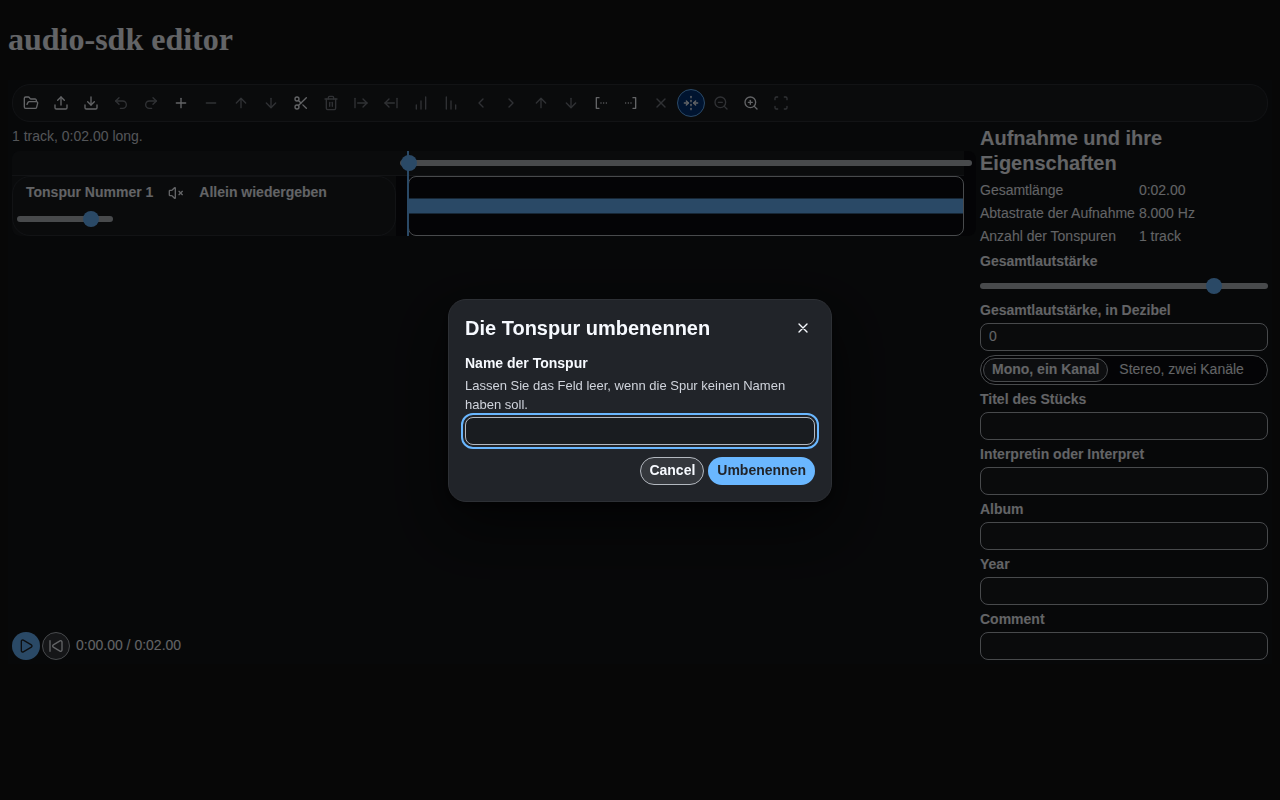 audio-sdk editor
1 track, 0:02.00 long.
Tonspur Nummer 1
Allein wiedergeben
Aufnahme und ihre
Eigenschaften
Gesamtlänge 0:02.00
Abtastrate der Aufnahme 8.000 Hz
Anzahl der Tonspuren 1 track
Gesamtlautstärke
Gesamtlautstärke, in Dezibel
0
Mono, ein Kanal Stereo, zwei Kanäle
Titel des Stücks
Interpretin oder Interpret
Album
Year
Comment
Die Tonspur umbenennen
Name der Tonspur
Lassen Sie das Feld leer, wenn die Spur keinen Namen
haben soll.
Cancel Umbenennen
0:00.00 / 0:02.00